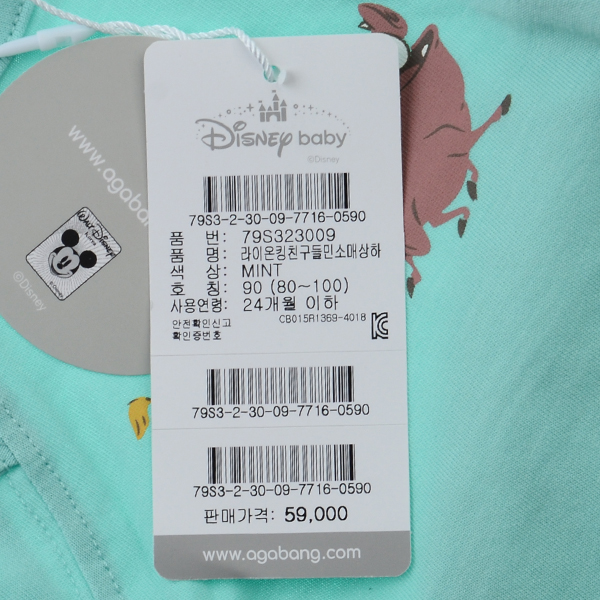 Disney baby
©Disney
79S3-2-30-09-7716-0590
품 번: 79S323009
품 명: 라이온킹친구들민소매상하
색 상: MINT
호 칭: 90 (80~100)
사용연령: 24개월 이하
안전확인신고 CB015R1369-4018
확인증번호
79S3-2-30-09-7716-0590
79S3-2-30-09-7716-0590
판매가격: 59,000
www.agabang.com
www.agabang
WALT DISNEY
©Disney